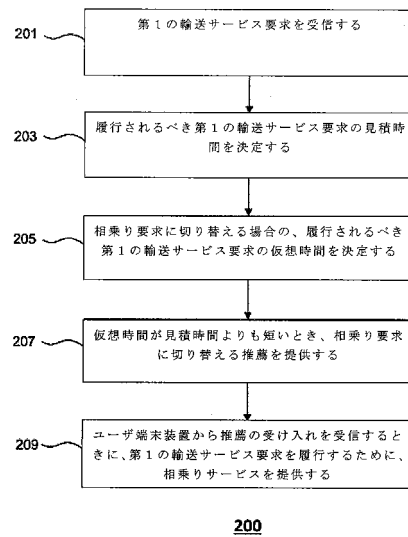 201
第１の輸送サービス要求を受信する
203
履行されるべき第１の輸送サービス要求の見積時
間を決定する
205
相乗り要求に切り替える場合の、履行されるべき
第１の輸送サービス要求の仮想時間を決定する
207
仮想時間が見積時間よりも短いとき、相乗り要求
に切り替える推薦を提供する
209
ユーザ端末装置から推薦の受け入れを受信すると
きに、第１の輸送サービス要求を履行するために、
相乗りサービスを提供する
200